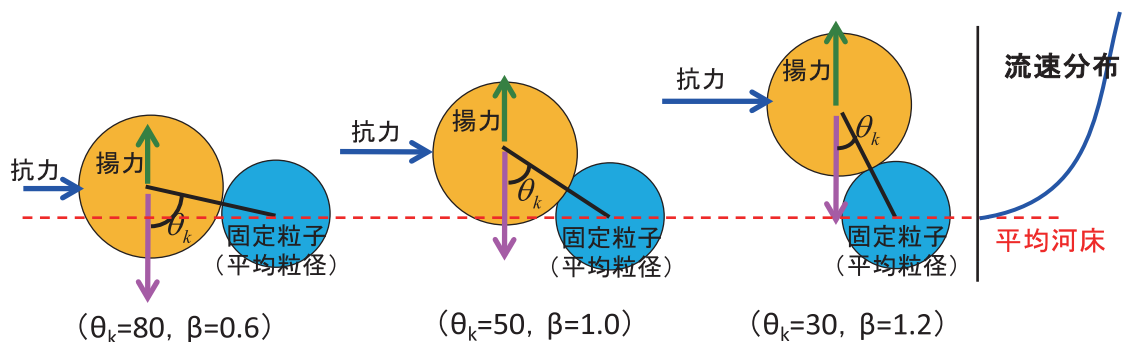 抗力
揚力
θk
固定粒子
（平均粒径）
（θk=80, β=0.6）
抗力
揚力
θk
固定粒子
（平均粒径）
（θk=50, β=1.0）
抗力
揚力
θk
固定粒子
（平均粒径）
（θk=30, β=1.2）
流速分布
平均河床